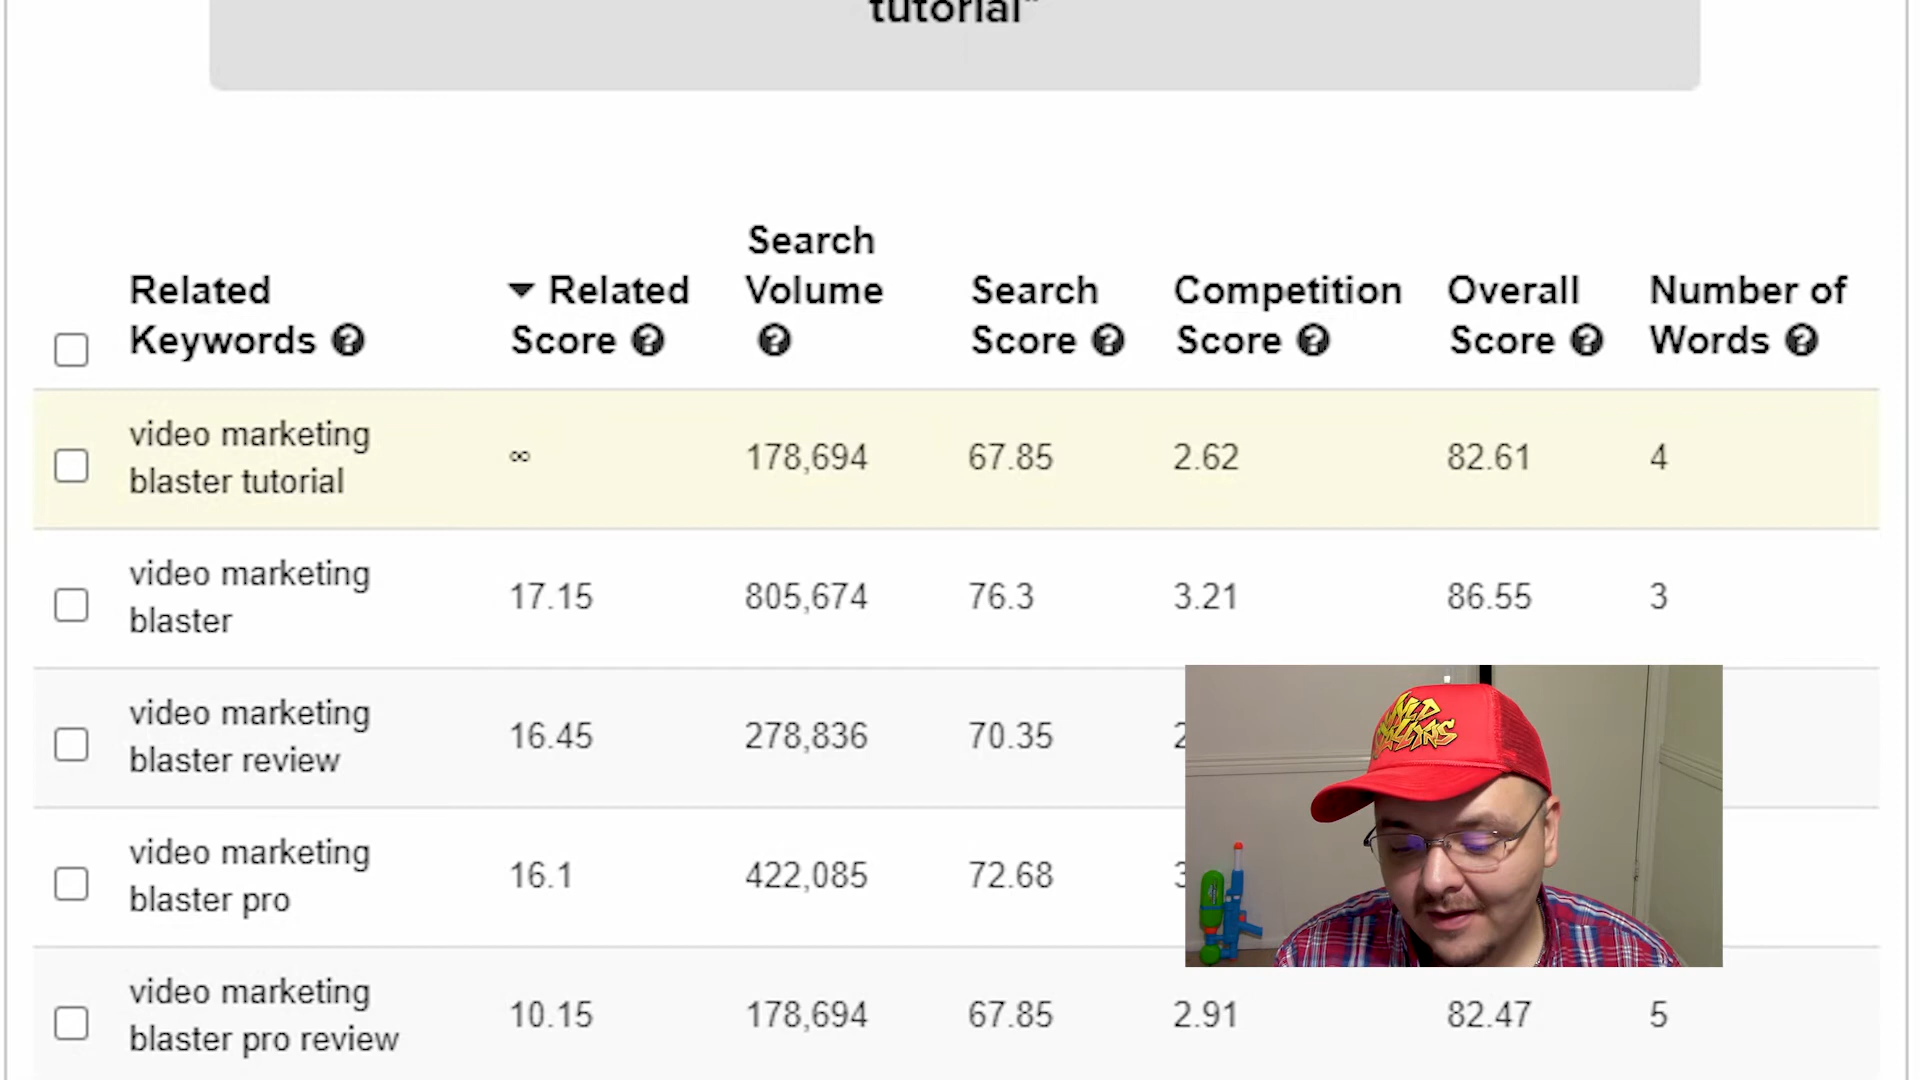 tutorial"
Related Keywords
Related Score
Search Volume
Search Score
Competition Score
Overall Score
Number of Words
video marketing blaster tutorial ∞ 178,694 67.85 2.62 82.61 4
video marketing blaster 17.15 805,674 76.3 3.21 86.55 3
video marketing blaster review 16.45 278,836 70.35
video marketing blaster pro 16.1 422,085 72.68
video marketing blaster pro review 10.15 178,694 67.85 2.91 82.47 5